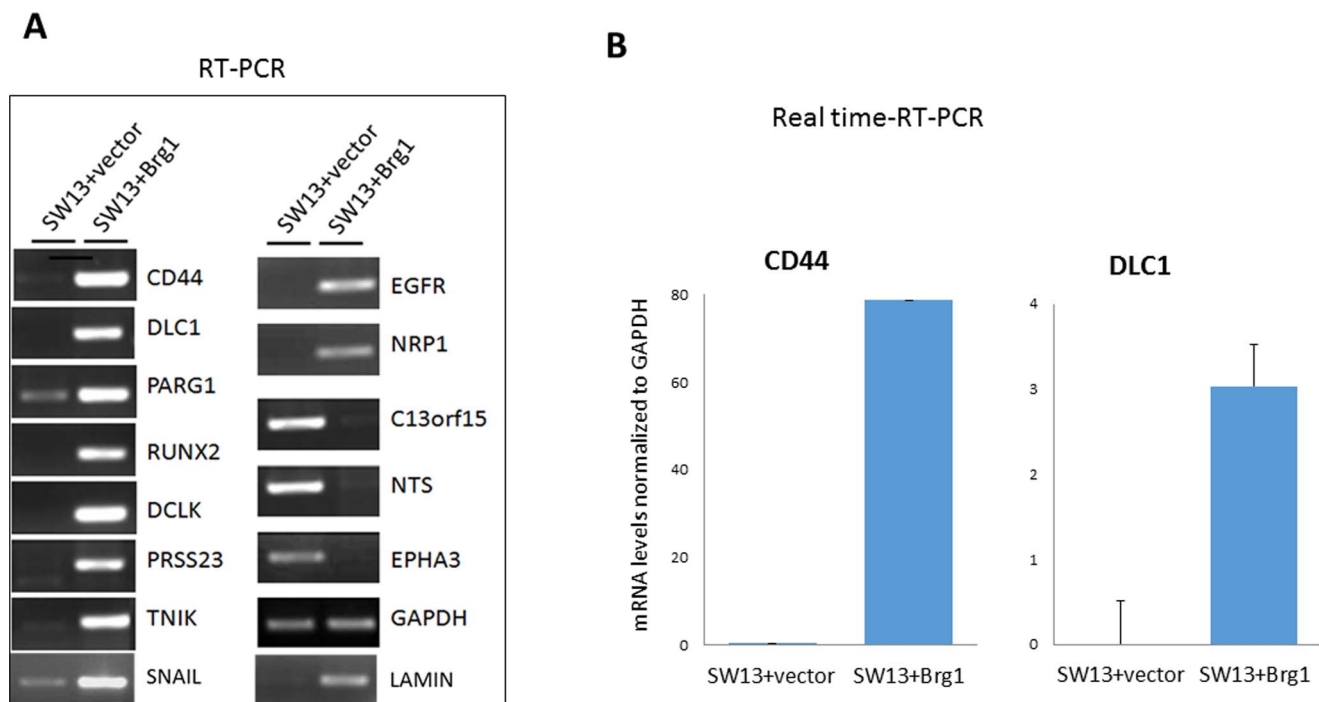 A
RT-PCR
SW13+vector
SW13+Brg1
CD44
DLC1
PARG1
RUNX2
DCLK
PRSS23
TNIK
SNAIL
SW13+vector
SW13+Brg1
EGFR
NRP1
C13orf15
NTS
EPHA3
GAPDH
LAMIN
B
Real time-RT-PCR
CD44
mRNA levels normalized to GAPDH
80
60
40
20
0
SW13+vector SW13+Brg1
DLC1
4
3
2
1
0
SW13+vector SW13+Brg1